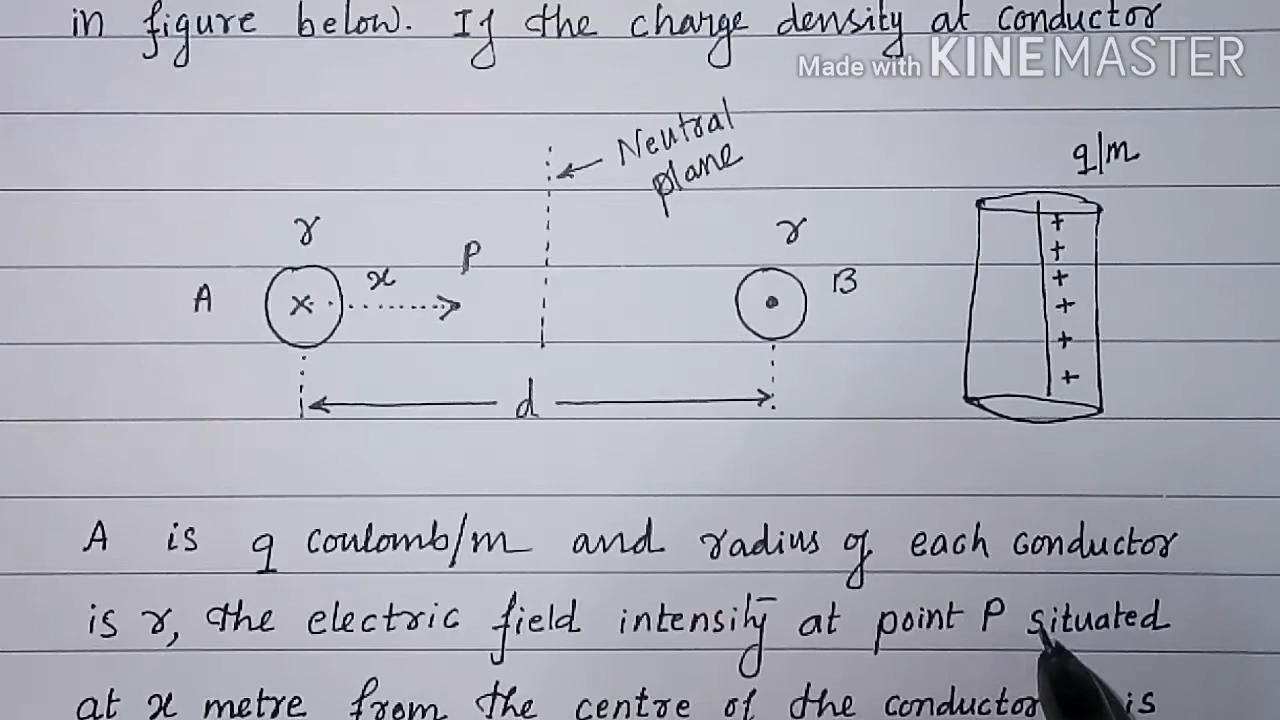 in figure below. If the charge density at conductor
Made with KINEMASTER
Neutral
plane
q/m
r
r
P
x
A
B
d
A is q coulomb/m and radius of each conductor
is r, the electric field intensity at point P situated
at x metre from the centre of the conductor is